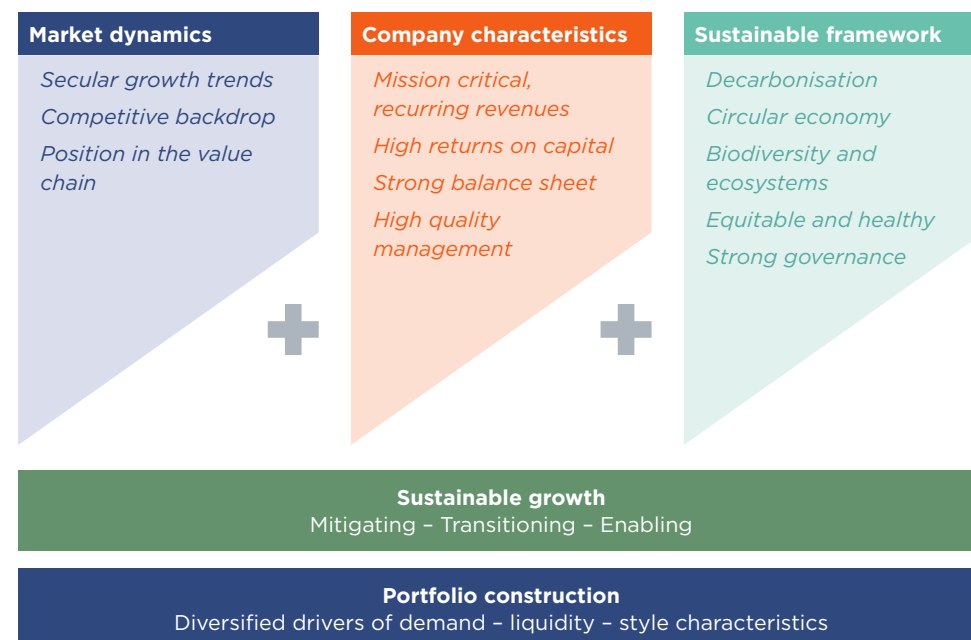 Market dynamics
Secular growth trends
Competitive backdrop
Position in the value
chain
Company characteristics
Mission critical,
recurring revenues
High returns on capital
Strong balance sheet
High quality
management
Sustainable framework
Decarbonisation
Circular economy
Biodiversity and
ecosystems
Equitable and healthy
Strong governance
Sustainable growth
Mitigating – Transitioning – Enabling
Portfolio construction
Diversified drivers of demand – liquidity – style characteristics